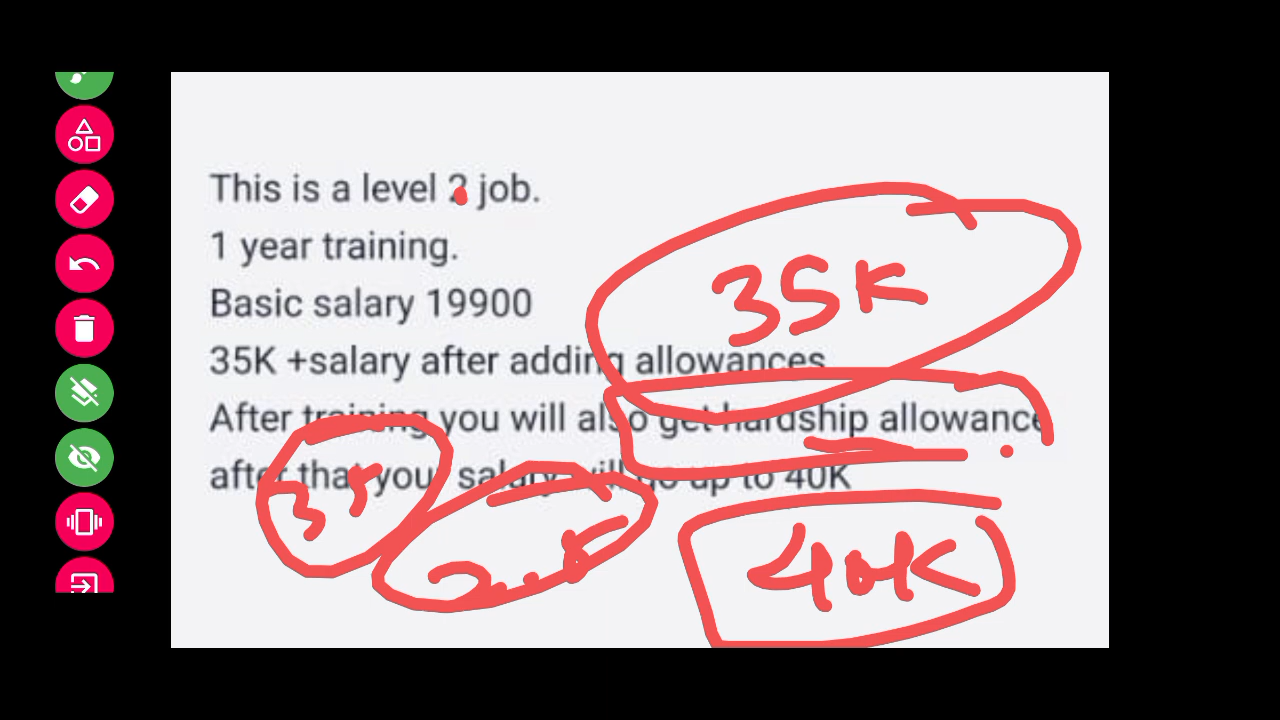 This is a level 2 job.
1 year training.
Basic salary 19900
35K
35K +salary after adding allowances
After training you will also get hardship allowance
after that your salary will go up to 40K
35
40K